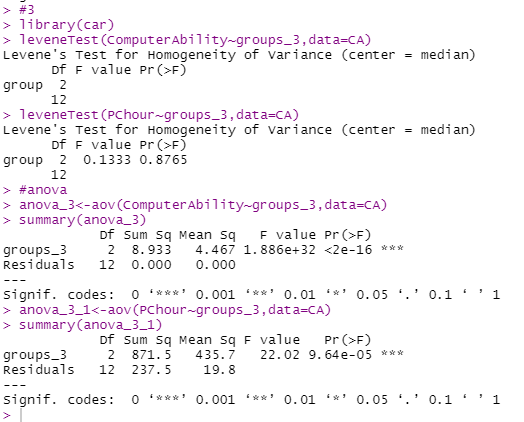 > #3
> library(car)
> leveneTest(ComputerAbility~groups_3,data=CA)
Levene's Test for Homogeneity of Variance (center = median)
      Df F value Pr(>F)
group  2
      12
> leveneTest(PChour~groups_3,data=CA)
Levene's Test for Homogeneity of Variance (center = median)
      Df F value Pr(>F)
group  2  0.1333 0.8765
      12
> #anova
> anova_3<-aov(ComputerAbility~groups_3,data=CA)
> summary(anova_3)
            Df Sum Sq Mean Sq   F value Pr(>F)
groups_3     2  8.933   4.467 1.886e+32 <2e-16 ***
Residuals   12  0.000   0.000
---
Signif. codes:  0 ‘***’ 0.001 ‘**’ 0.01 ‘*’ 0.05 ‘.’ 0.1 ‘ ’ 1
> anova_3_1<-aov(PChour~groups_3,data=CA)
> summary(anova_3_1)
            Df Sum Sq Mean Sq F value   Pr(>F)
groups_3     2  871.5   435.7   22.02 9.64e-05 ***
Residuals   12  237.5    19.8
---
Signif. codes:  0 ‘***’ 0.001 ‘**’ 0.01 ‘*’ 0.05 ‘.’ 0.1 ‘ ’ 1
>